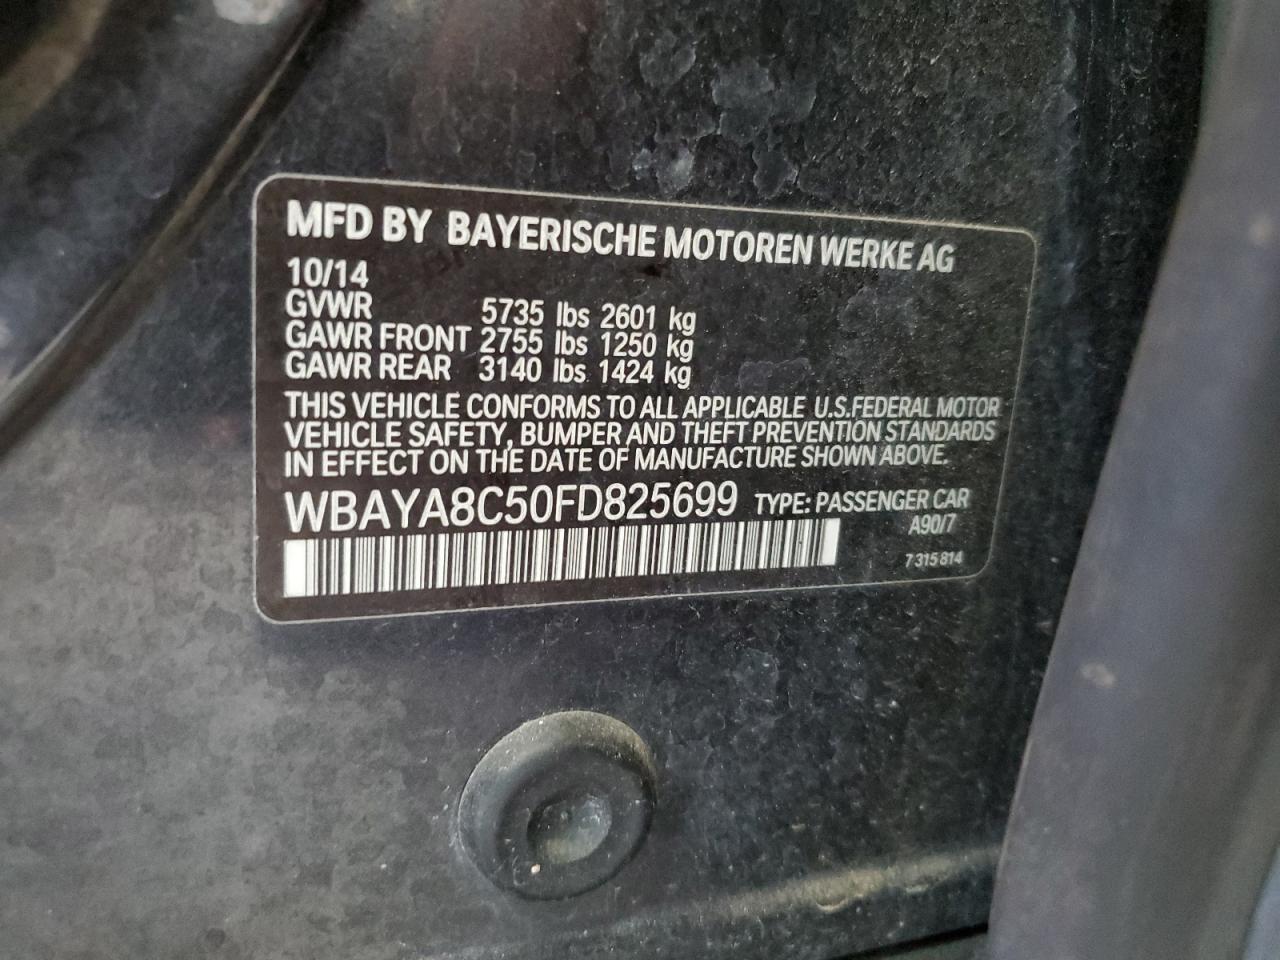 MFD BY BAYERISCHE MOTOREN WERKE AG
10/14
GVWR 5735 lbs 2601 kg
GAWR FRONT 2755 lbs 1250 kg
GAWR REAR 3140 lbs 1424 kg
THIS VEHICLE CONFORMS TO ALL APPLICABLE U.S.FEDERAL MOTOR
VEHICLE SAFETY, BUMPER AND THEFT PREVENTION STANDARDS
IN EFFECT ON THE DATE OF MANUFACTURE SHOWN ABOVE.
WBAYA8C50FD825699 TYPE: PASSENGER CAR
A90/7
7 315 814